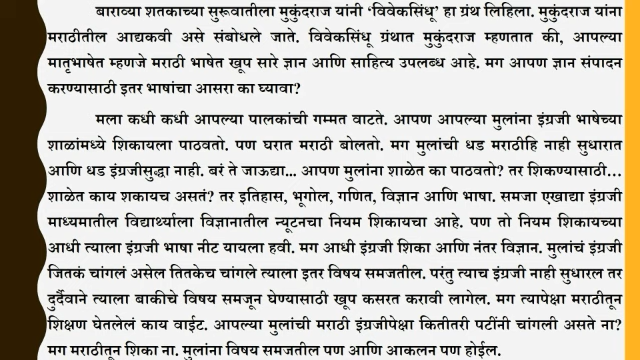 बाराव्या शतकाच्या सुरूवातीला मुकुंदराज यांनी ‘विवेकसिंधू’ हा ग्रंथ लिहिला. मुकुंदराज यांना
मराठीतील आद्यकवी असे संबोधले जाते. विवेकसिंधू ग्रंथात मुकुंदराज म्हणतात की, आपल्या
मातृभाषेत म्हणजे मराठी भाषेत खूप सारे ज्ञान आणि साहित्य उपलब्ध आहे. मग आपण ज्ञान संपादन
करण्यासाठी इतर भाषांचा आसरा का घ्यावा?
मला कधी कधी आपल्या पालकांची गम्मत वाटते. आपण आपल्या मुलांना इंग्रजी भाषेच्या
शाळांमध्ये शिकायला पाठवतो. पण घरात मराठी बोलतो. मग मुलांची धड मराठीहि नाही सुधारात
आणि धड इंग्रजीसुद्धा नाही. बरं ते जाऊद्या... आपण मुलांना शाळेत का पाठवतो? तर शिकण्यासाठी...
शाळेत काय शकायच असतं? तर इतिहास, भूगोल, गणित, विज्ञान आणि भाषा. समजा एखाद्या इंग्रजी
माध्यमातील विद्यार्थ्याला विज्ञानातील न्यूटनचा नियम शिकायचा आहे. पण तो नियम शिकायच्या
आधी त्याला इंग्रजी भाषा नीट यायला हवी. मग आधी इंग्रजी शिका आणि नंतर विज्ञान. मुलांचं इंग्रजी
जितकं चांगलं असेल तितकेच चांगले त्याला इतर विषय समजतील. परंतु त्याच इंग्रजी नाही सुधारल तर
दुर्दैवाने त्याला बाकीचे विषय समजून घेण्यासाठी खूप कसरत करावी लागेल. मग त्यापेक्षा मराठीतून
शिक्षण घेतलेलं काय वाईट. आपल्या मुलांची मराठी इंग्रजीपेक्षा कितीतरी पटींनी चांगली असते ना?
मग मराठीतून शिका ना. मुलांना विषय समजतील पण आणि आकलन पण होईल.